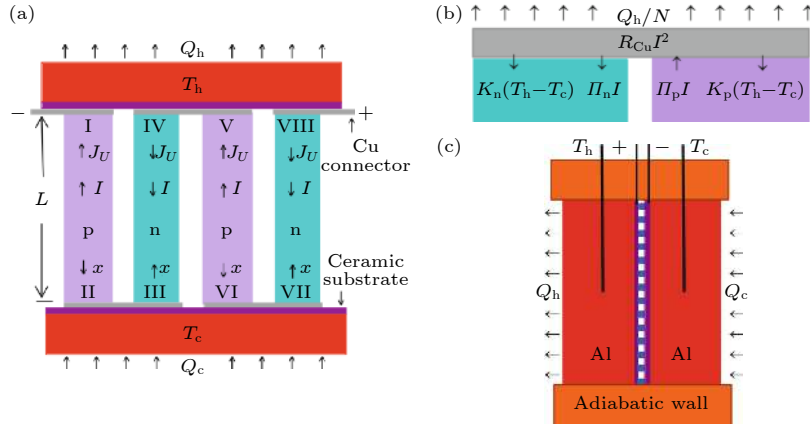 (a)
Q_h
T_h
− +
I IV V VIII
J_U J_U J_U J_U
Cu
connector
L
I I I I
p n p n
x x x x
Ceramic
substrate
II III VI VII
T_c
Q_c
(b)
Q_h/N
R_Cu I²
K_n(T_h−T_c) Π_n I Π_p I K_p(T_h−T_c)
(c)
T_h + − T_c
Q_h Q_c
Al Al
Adiabatic wall